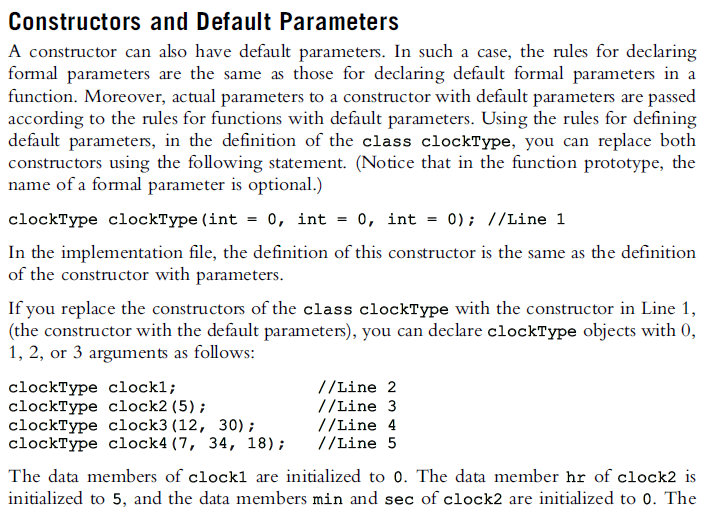 Constructors and Default Parameters
A constructor can also have default parameters. In such a case, the rules for declaring
formal parameters are the same as those for declaring default formal parameters in a
function. Moreover, actual parameters to a constructor with default parameters are passed
according to the rules for functions with default parameters. Using the rules for defining
default parameters, in the definition of the class clockType, you can replace both
constructors using the following statement. (Notice that in the function prototype, the
name of a formal parameter is optional.)
clockType clockType(int = 0, int = 0, int = 0); //Line 1
In the implementation file, the definition of this constructor is the same as the definition
of the constructor with parameters.
If you replace the constructors of the class clockType with the constructor in Line 1,
(the constructor with the default parameters), you can declare clockType objects with 0,
1, 2, or 3 arguments as follows:
clockType clock1; //Line 2
clockType clock2(5); //Line 3
clockType clock3(12, 30); //Line 4
clockType clock4(7, 34, 18); //Line 5
The data members of clock1 are initialized to 0. The data member hr of clock2 is
initialized to 5, and the data members min and sec of clock2 are initialized to 0. The